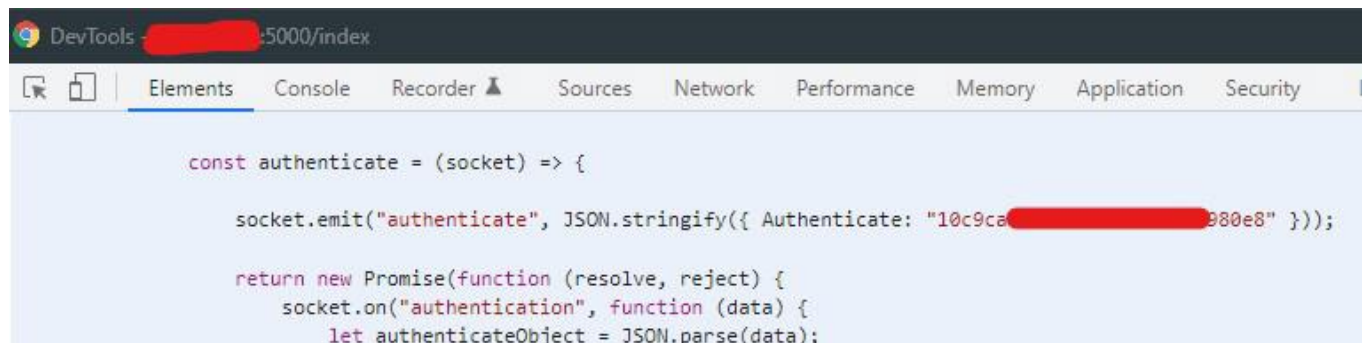 DevTools - :5000/index
Elements Console Recorder Sources Network Performance Memory Application Security
const authenticate = (socket) => {
socket.emit("authenticate", JSON.stringify({ Authenticate: "10c9ca 980e8" }));
return new Promise(function (resolve, reject) {
socket.on("authentication", function (data) {
let authenticateObject = JSON.parse(data);